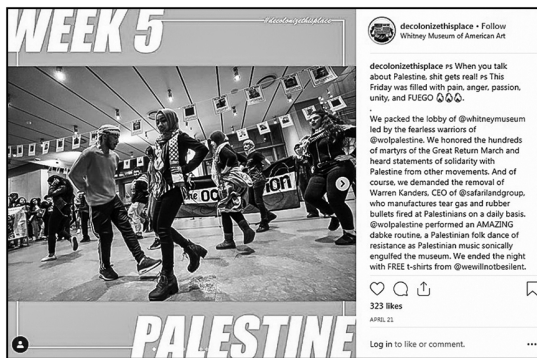 WEEK 5
#decolonizethisplace
the OCC
ion
PALESTINE
decolonizethisplace • Follow
Whitney Museum of American Art
decolonizethisplace PS When you talk
about Palestine, shit gets real! PS This
Friday was filled with pain, anger, passion,
unity, and FUEGO 🔥🔥🔥.
.
We packed the lobby of @whitneymuseum
led by the fearless warriors of
@wolpalestine. We honored the hundreds
of martyrs of the Great Return March and
heard statements of solidarity with
Palestine from other movements. And of
course, we demanded the removal of
Warren Kanders, CEO of @safarilandgroup,
who manufactures tear gas and rubber
bullets fired at Palestinians on a daily basis.
@wolpalestine performed an AMAZING
dabke routine, a Palestinian folk dance of
resistance as Palestinian music sonically
engulfed the museum. We ended the night
with FREE t-shirts from @wewillnotbesilent.
323 likes
APRIL 21
Log in to like or comment.